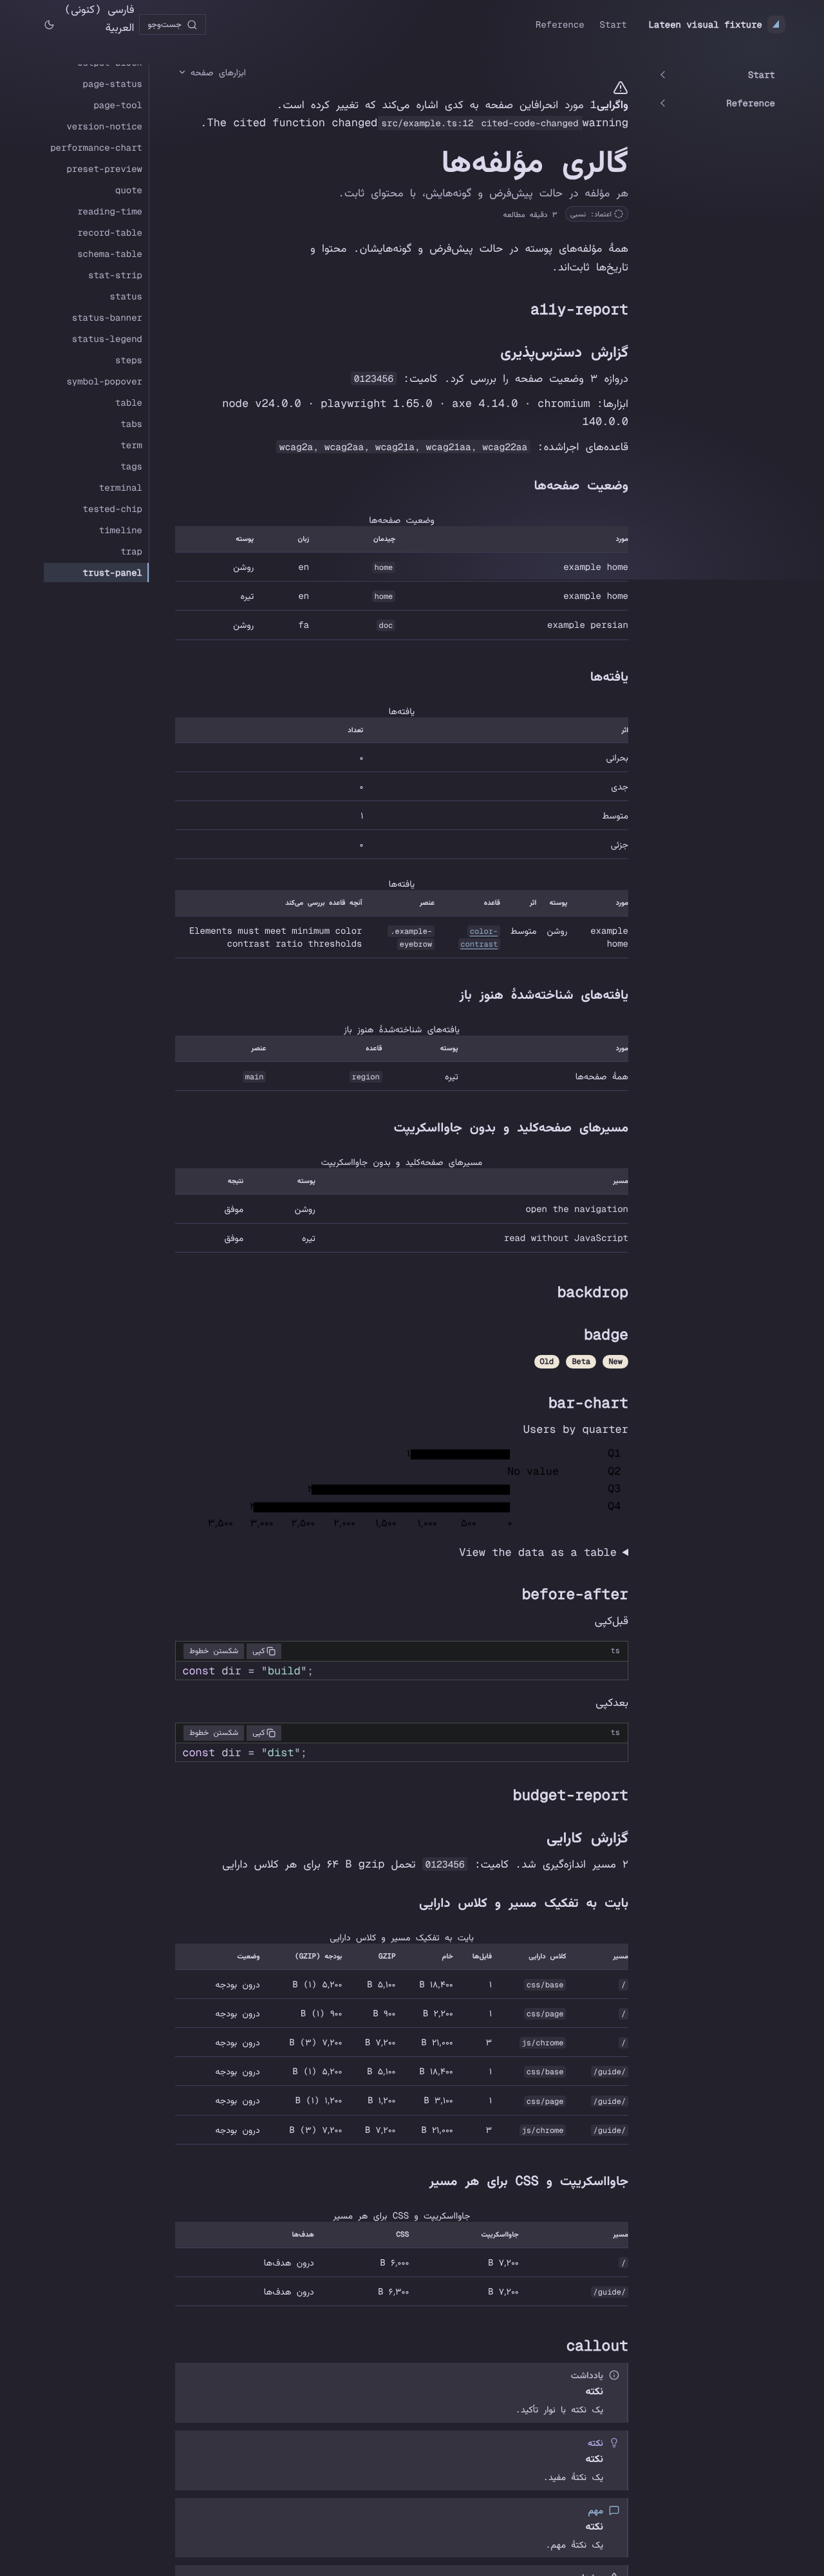 Lateen visual fixture
Start
Reference
جست‌وجو
فارسی (کنونی)
العربية
Start
Reference
ابزارهای صفحه
واگرایی1 مورد انحرافاین صفحه به کدی اشاره می‌کند که تغییر کرده است.
warning cited-code-changed src/example.ts:12 The cited function changed.
گالری مؤلفه‌ها
هر مؤلفه در حالت پیش‌فرض و گونه‌هایش، با محتوای ثابت.
اعتماد: نسبی
۳ دقیقه مطالعه
همهٔ مؤلفه‌های پوسته در حالت پیش‌فرض و گونه‌هایشان. محتوا و
تاریخ‌ها ثابت‌اند.
a11y-report
گزارش دسترس‌پذیری
دروازه ۳ وضعیت صفحه را بررسی کرد. کامیت: 0123456
ابزارها: node v24.0.0 · playwright 1.65.0 · axe 4.14.0 · chromium
140.0.0
قاعده‌های اجراشده: wcag2a, wcag2aa, wcag21a, wcag21aa, wcag22aa
وضعیت صفحه‌ها
وضعیت صفحه‌ها
مورد چیدمان زبان پوسته
example home home en روشن
example home home en تیره
example persian doc fa روشن
یافته‌ها
یافته‌ها
اثر تعداد
بحرانی ۰
جدی ۰
متوسط ۱
جزئی ۰
یافته‌ها
مورد پوسته اثر قاعده عنصر آنچه قاعده بررسی می‌کند
example home روشن متوسط color-contrast .example-eyebrow Elements must meet minimum color
contrast ratio thresholds
یافته‌های شناخته‌شدهٔ هنوز باز
یافته‌های شناخته‌شدهٔ هنوز باز
مورد پوسته قاعده عنصر
همهٔ صفحه‌ها تیره region main
مسیرهای صفحه‌کلید و بدون جاوااسکریپت
مسیرهای صفحه‌کلید و بدون جاوااسکریپت
مسیر پوسته نتیجه
open the navigation روشن موفق
read without JavaScript تیره موفق
backdrop
badge
New Beta Old
bar-chart
Users by quarter
Q1
Q2 No value
Q3
Q4
۰ ۵۰۰ ۱,۰۰۰ ۱,۵۰۰ ۲,۰۰۰ ۲,۵۰۰ ۳,۰۰۰ ۳,۵۰۰
View the data as a table
before-after
قبل‌کپی
ts کپی شکستن خطوط
const dir = "build";
بعدکپی
ts کپی شکستن خطوط
const dir = "dist";
budget-report
گزارش کارایی
۲ مسیر اندازه‌گیری شد. کامیت: 0123456 تحمل ۶۴ B gzip برای هر کلاس دارایی
بایت به تفکیک مسیر و کلاس دارایی
بایت به تفکیک مسیر و کلاس دارایی
مسیر کلاس دارایی فایل‌ها خام GZIP بودجه (GZIP) وضعیت
/ css/base ۱ ۱۸,۴۰۰ B ۵,۱۰۰ B ۵,۲۰۰ B (۱) درون بودجه
/ css/page ۱ ۲,۲۰۰ B ۹۰۰ B ۹۰۰ B (۱) درون بودجه
/ js/chrome ۳ ۲۱,۰۰۰ B ۷,۲۰۰ B ۷,۲۰۰ B (۳) درون بودجه
/guide/ css/base ۱ ۱۸,۴۰۰ B ۵,۱۰۰ B ۵,۲۰۰ B (۱) درون بودجه
/guide/ css/page ۱ ۳,۱۰۰ B ۱,۲۰۰ B ۱,۲۰۰ B (۱) درون بودجه
/guide/ js/chrome ۳ ۲۱,۰۰۰ B ۷,۲۰۰ B ۷,۲۰۰ B (۳) درون بودجه
جاوااسکریپت و CSS برای هر مسیر
جاوااسکریپت و CSS برای هر مسیر
مسیر جاوااسکریپت CSS هدف‌ها
/ ۷,۲۰۰ B ۶,۰۰۰ B درون هدف‌ها
/guide/ ۷,۲۰۰ B ۶,۳۰۰ B درون هدف‌ها
callout
یادداشت
نکته
یک نکته با نوار تأکید.
نکته
نکته
یک نکتهٔ مفید.
مهم
نکته
یک نکتهٔ مهم.
page-status
page-tool
version-notice
performance-chart
preset-preview
quote
reading-time
record-table
schema-table
stat-strip
status
status-banner
status-legend
steps
symbol-popover
table
tabs
term
tags
terminal
tested-chip
timeline
trap
trust-panel